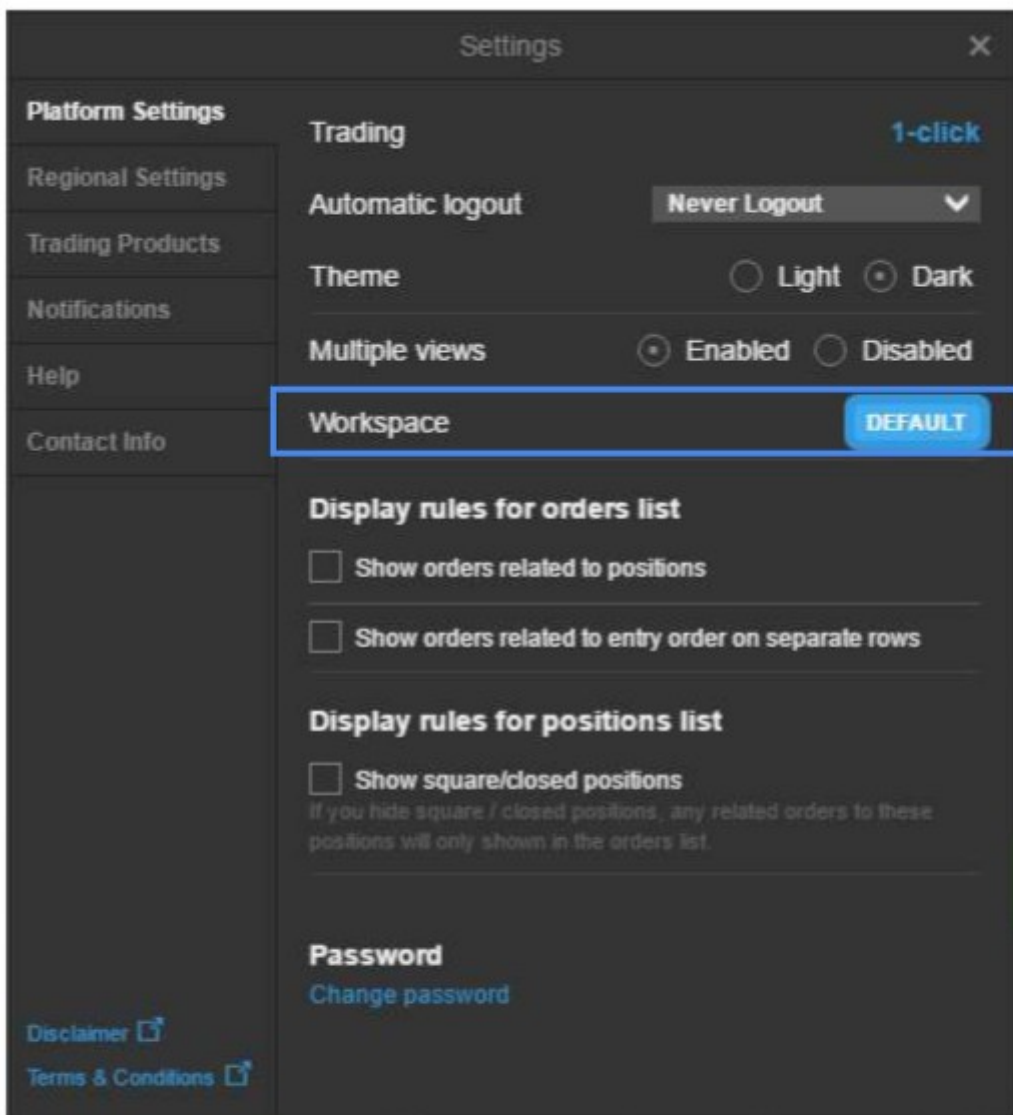 Settings
Platform Settings
Regional Settings
Trading Products
Notifications
Help
Contact Info
Trading 1-click
Automatic logout Never Logout
Theme Light Dark
Multiple views Enabled Disabled
Workspace DEFAULT
Display rules for orders list
Show orders related to positions
Show orders related to entry order on separate rows
Display rules for positions list
Show square/closed positions
If you hide square / closed positions, any related orders to these
positions will only shown in the orders list.
Password
Change password
Disclaimer
Terms & Conditions